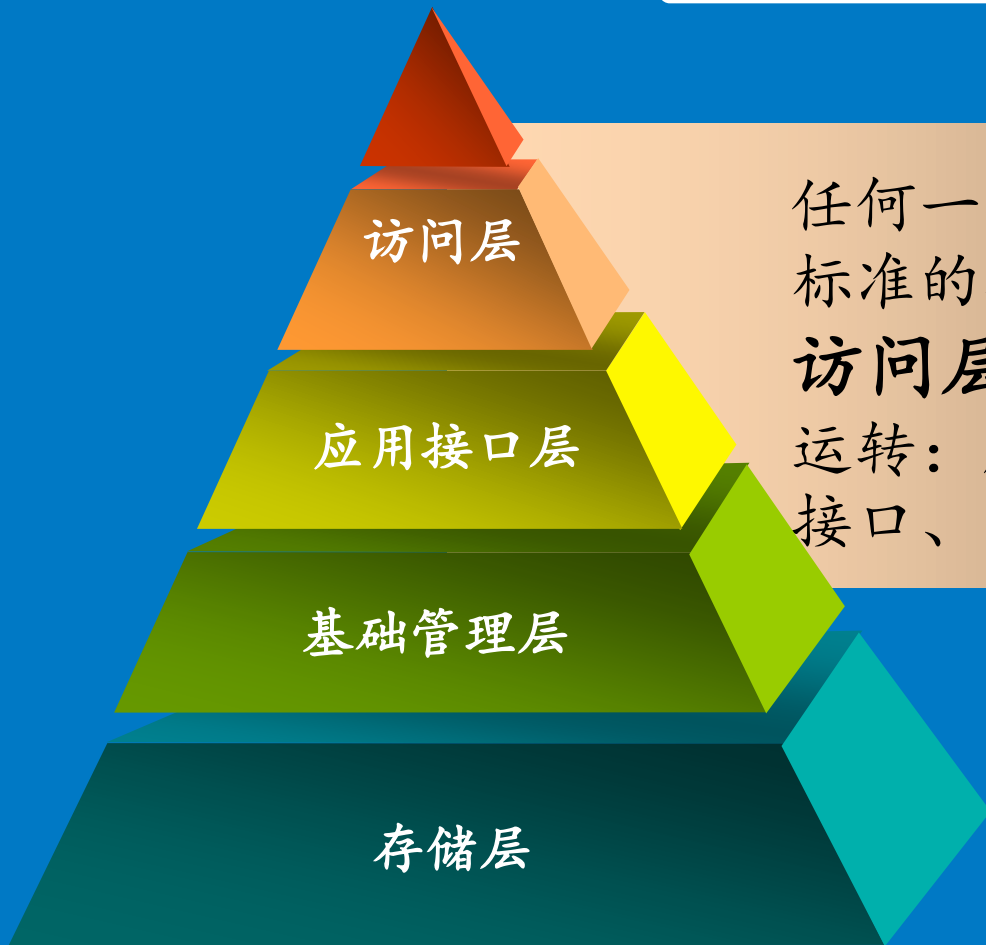 访问层
应用接口层
基础管理层
存储层
任何一
标准的
访问层
运转：
接口、